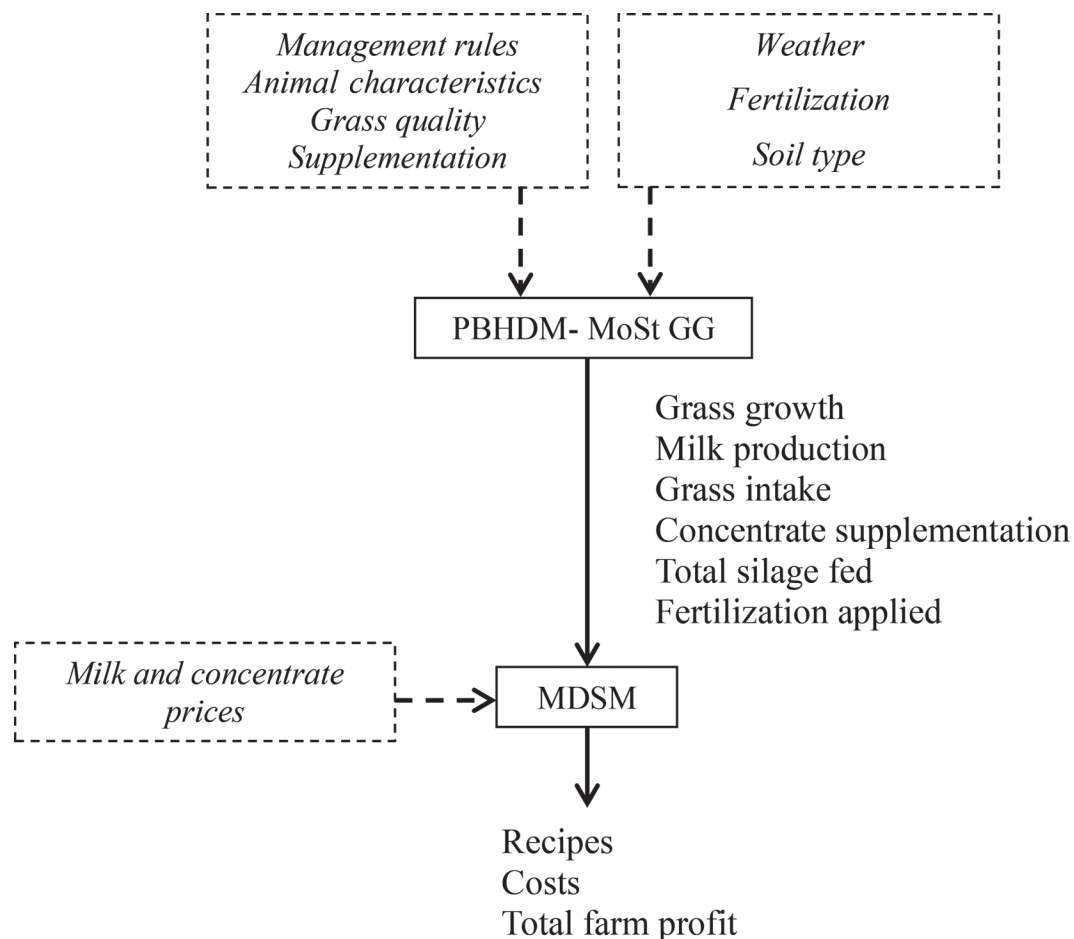 Management rules
Animal characteristics
Grass quality
Supplementation
Weather
Fertilization
Soil type
PBHDM- MoSt GG
Grass growth
Milk production
Grass intake
Concentrate supplementation
Total silage fed
Fertilization applied
Milk and concentrate
prices
MDSM
Recipes
Costs
Total farm profit